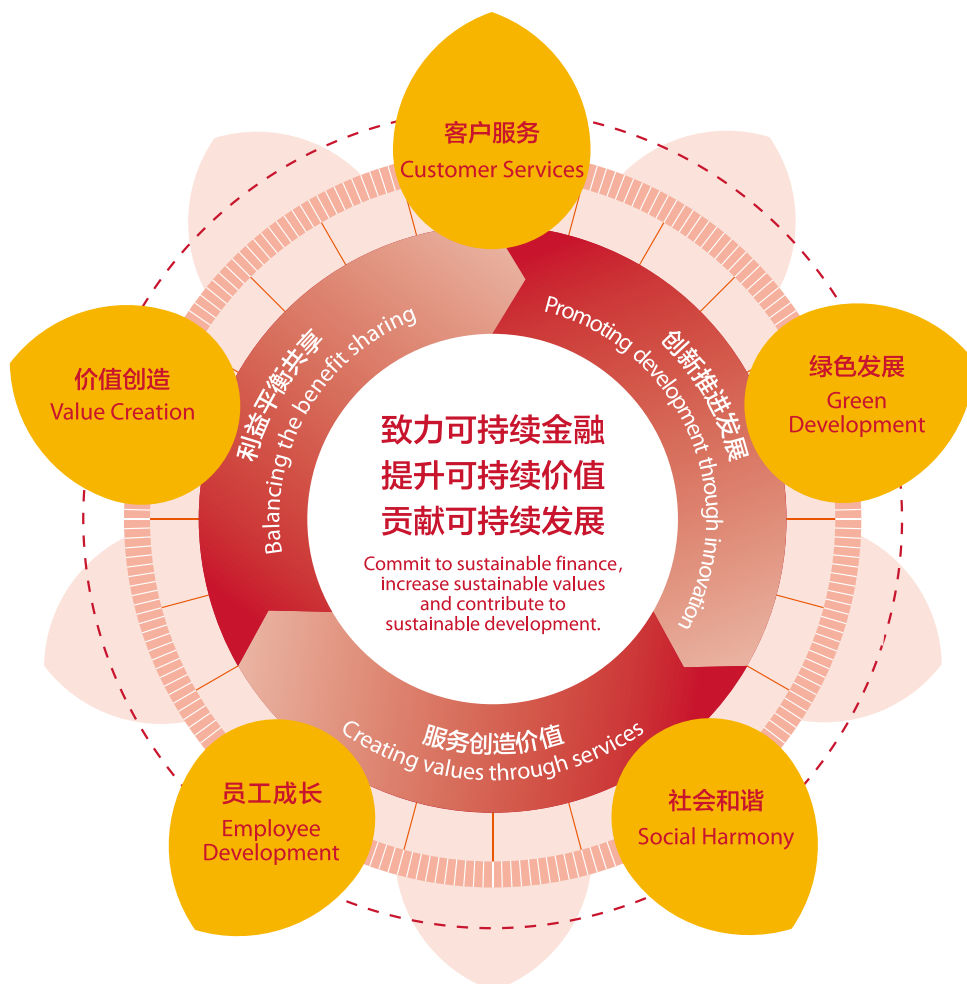 客户服务
Customer Services
价值创造
Value Creation
绿色发展
Green
Development
利益平衡共享
Balancing the benefit sharing
创新推进发展
Promoting development through innovation
致力可持续金融
提升可持续价值
贡献可持续发展
Commit to sustainable finance,
increase sustainable values
and contribute to
sustainable development.
服务创造价值
Creating values through services
员工成长
Employee
Development
社会和谐
Social Harmony